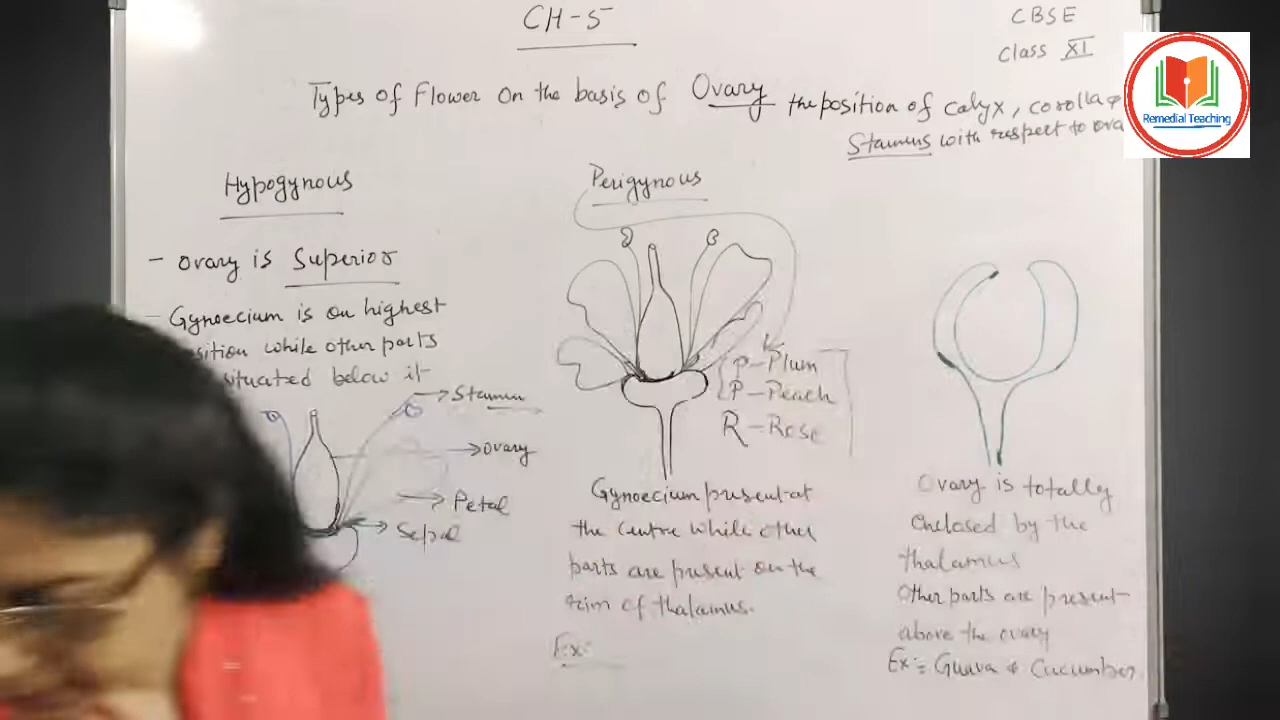 CH-5
CBSE
Class XI
Types of Flower on the basis of Ovary the position of calyx, corolla &
Stamens with respect to ova
Remedial Teaching
Hypogynous
- Ovary is Superior
- Gynoecium is on highest
sition while other parts
situated below it
Stamen
Ovary
Petal
Sepal
Perigynous
P-Plum
P-Peach
R-Rose
Gynoecium present at
the centre while other
parts are present on the
rim of thalamus.
Ex:
Ovary is totally
enclosed by the
thalamus
Other parts are present
above the ovary
Ex:- Guava & Cucumber